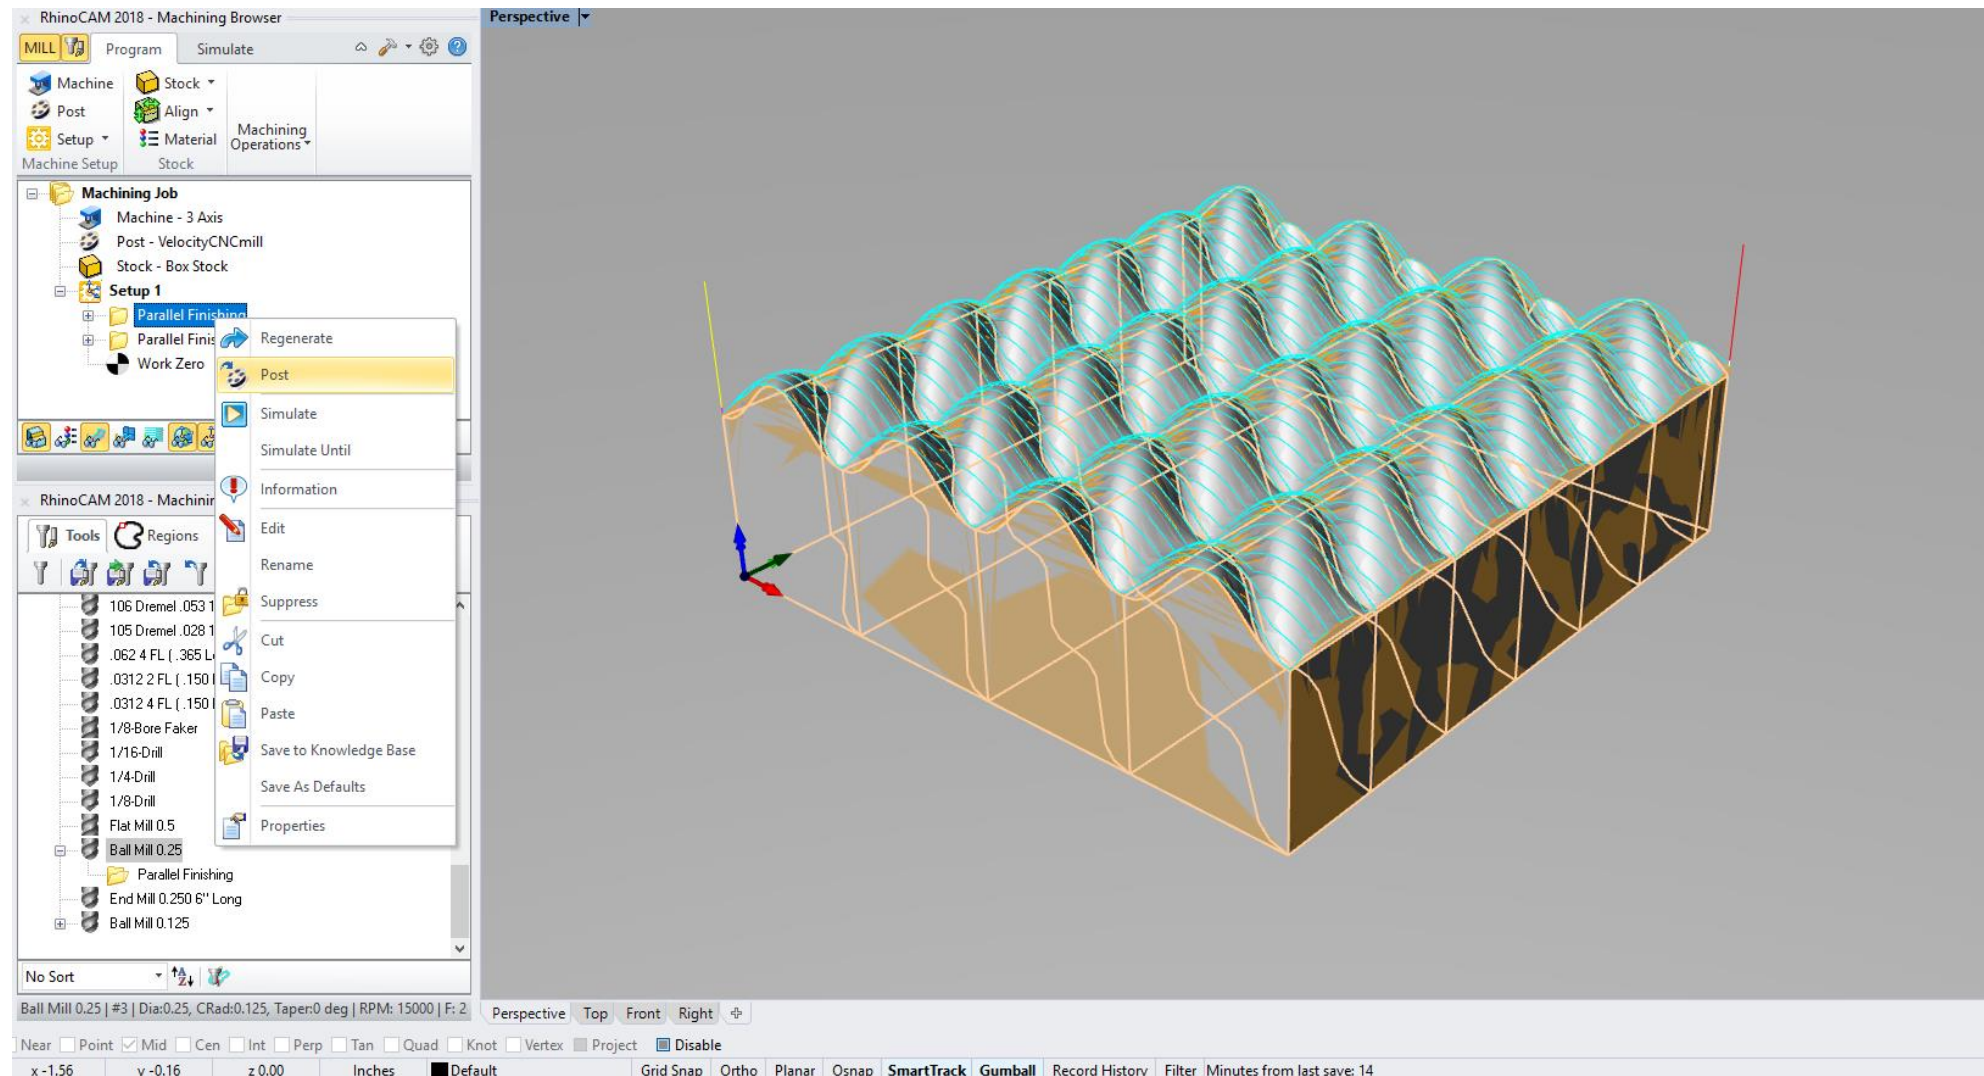 RhinoCAM 2018 - Machining Browser
Perspective
MILL Program Simulate
Machine Stock
Post Align
Setup Material
Machining Operations
Machine Setup Stock
Machining Job
Machine - 3 Axis
Post - VelocityCNCmill
Stock - Box Stock
Setup 1
Parallel Finishing
Parallel Finis
Work Zero
Regenerate
Post
Simulate
Simulate Until
Information
Edit
Rename
Suppress
Cut
Copy
Paste
Save to Knowledge Base
Save As Defaults
Properties
RhinoCAM 2018 - Machinin
Tools Regions
106 Dremel .053 1
105 Dremel .028 1
.062 4 FL ( .365 L
.0312 2 FL ( .150
.0312 4 FL ( .150
1/8-Bore Faker
1/16-Drill
1/4-Drill
1/8-Drill
Flat Mill 0.5
Ball Mill 0.25
Parallel Finishing
End Mill 0.250 6'' Long
Ball Mill 0.125
No Sort
Ball Mill 0.25 | #3 | Dia:0.25, CRad:0.125, Taper:0 deg | RPM: 15000 | F: 2
Perspective Top Front Right
Near Point Mid Cen Int Perp Tan Quad Knot Vertex Project Disable
x -1.56 y -0.16 z 0.00 Inches Default Grid Snap Ortho Planar Osnap SmartTrack Gumball Record History Filter Minutes from last save: 14